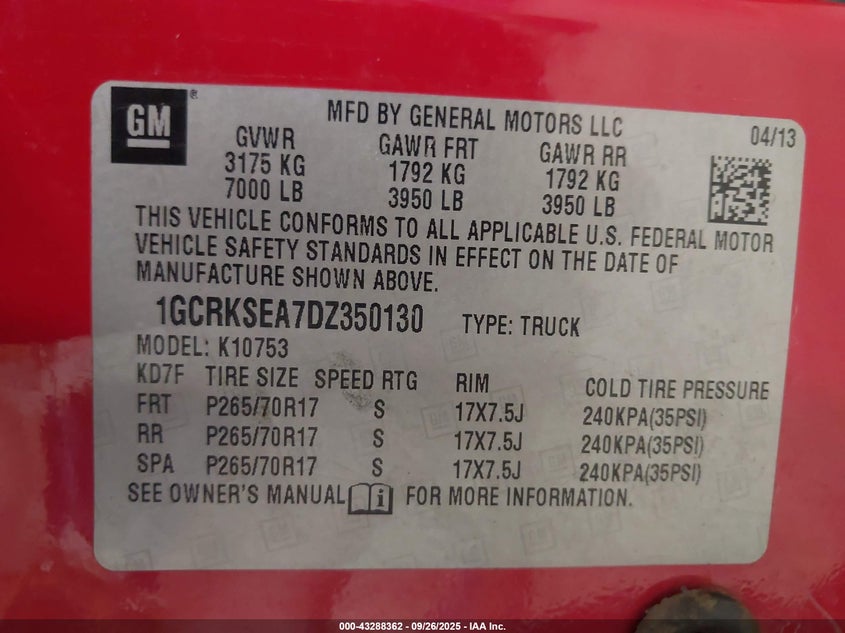 GM®
MFD BY GENERAL MOTORS LLC
04/13
GVWR
3175 KG
7000 LB
GAWR FRT
1792 KG
3950 LB
GAWR RR
1792 KG
3950 LB
THIS VEHICLE CONFORMS TO ALL APPLICABLE U.S. FEDERAL MOTOR
VEHICLE SAFETY STANDARDS IN EFFECT ON THE DATE OF
MANUFACTURE SHOWN ABOVE.
1GCRKSEA7DZ350130 TYPE: TRUCK
MODEL: K10753
KD7F TIRE SIZE SPEED RTG RIM COLD TIRE PRESSURE
FRT P265/70R17 S 17X7.5J 240KPA(35PSI)
RR P265/70R17 S 17X7.5J 240KPA(35PSI)
SPA P265/70R17 S 17X7.5J 240KPA(35PSI)
SEE OWNER'S MANUAL FOR MORE INFORMATION.
000-43288362 - 09/26/2025 - IAA Inc.